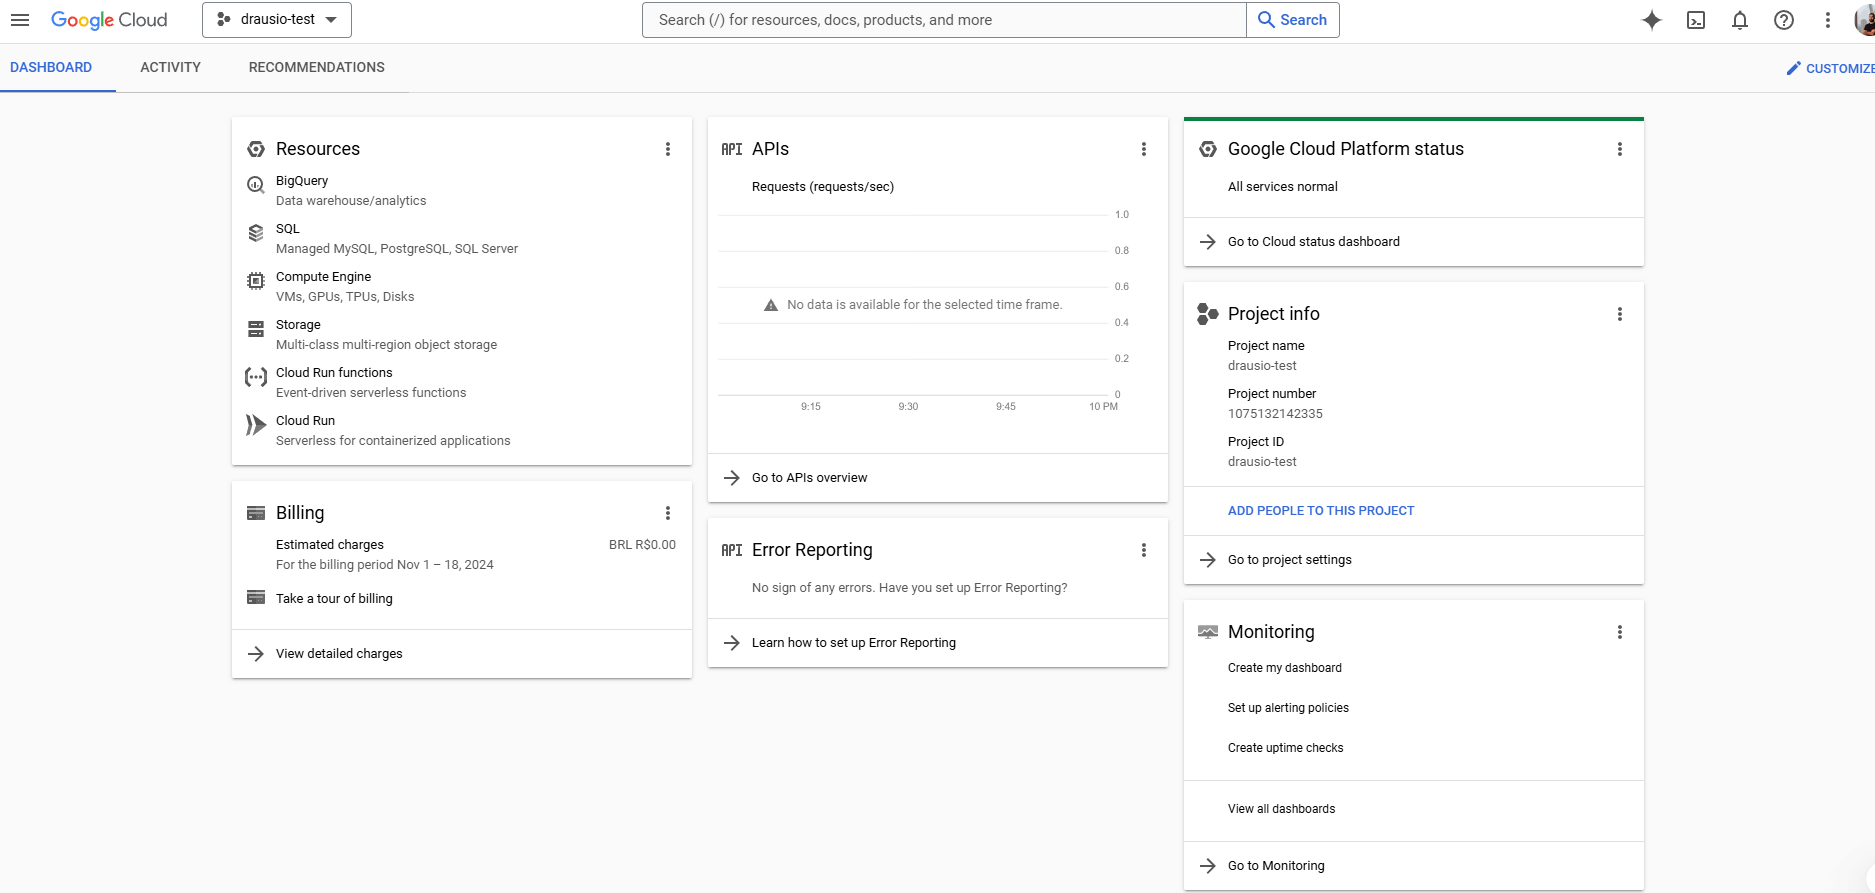 Google Cloud
drausio-test
Search (/) for resources, docs, products, and more
Search
DASHBOARD
ACTIVITY
RECOMMENDATIONS
CUSTOMIZE
Resources
BigQuery
Data warehouse/analytics
SQL
Managed MySQL, PostgreSQL, SQL Server
Compute Engine
VMs, GPUs, TPUs, Disks
Storage
Multi-class multi-region object storage
Cloud Run functions
Event-driven serverless functions
Cloud Run
Serverless for containerized applications
Billing
Estimated charges BRL R$0.00
For the billing period Nov 1 – 18, 2024
Take a tour of billing
View detailed charges
API APIs
Requests (requests/sec)
1.0
0.8
0.6
No data is available for the selected time frame.
0.4
0.2
0
9:15 9:30 9:45 10 PM
Go to APIs overview
API Error Reporting
No sign of any errors. Have you set up Error Reporting?
Learn how to set up Error Reporting
Google Cloud Platform status
All services normal
Go to Cloud status dashboard
Project info
Project name
drausio-test
Project number
1075132142335
Project ID
drausio-test
ADD PEOPLE TO THIS PROJECT
Go to project settings
Monitoring
Create my dashboard
Set up alerting policies
Create uptime checks
View all dashboards
Go to Monitoring